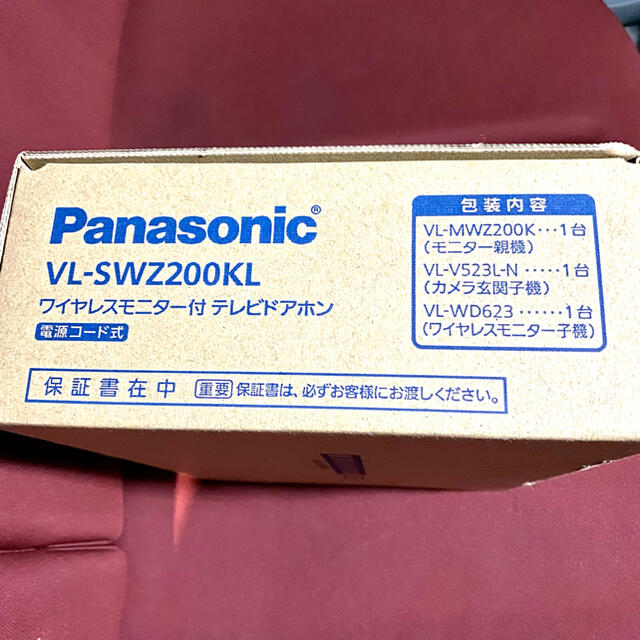 Panasonic®
VL-SWZ200KL
ワイヤレスモニター付 テレビドアホン
電源コード式
包装内容
VL-MWZ200K…1台
(モニター親機)
VL-V523L-N ‥‥‥1台
(カメラ玄関子機)
VL-WD623 ‥‥‥1台
(ワイヤレスモニター子機)
保証書在中 重要 保証書は、必ずお客様にお渡しください。